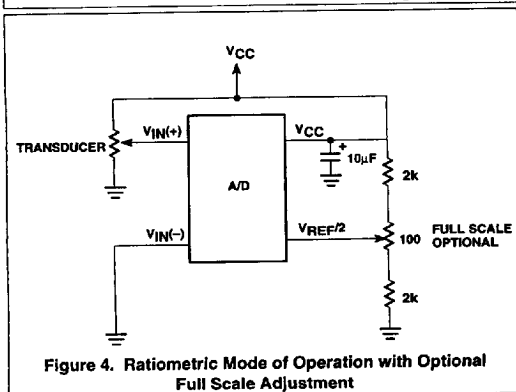 VCC
TRANSDUCER
VIN(+)
VCC
+
10µF
2k
A/D
VIN(–)
VREF/2
100
FULL SCALE
OPTIONAL
2k
Figure 4. Ratiometric Mode of Operation with Optional
Full Scale Adjustment